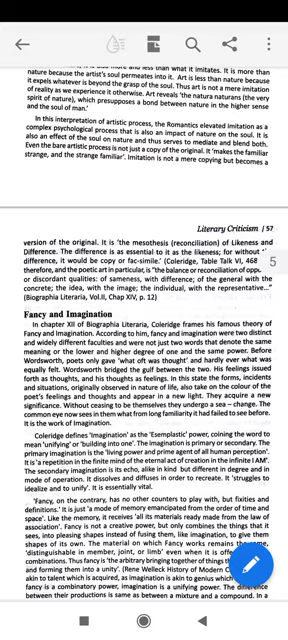 nature because the artist's soul permeates into it. Art is less than nature because
it expels whatever is beyond the grasp of the soul. Thus art is not a mere imitation
of reality as we experience it otherwise. Art reveals 'the natura naturans (the very
spirit of nature), which presupposes a bond between nature in the higher sense
and the soul of man.'
In this interpretation of artistic process, the Romantics elevated imitation as a
complex psychological process that is also an impact of nature on the soul. It is
also an effect of the soul on nature and thus serves to mediate and blend both.
Even the bare artistic process is not just a copy of the original. It 'makes the familiar
strange, and the strange familiar'. Imitation is not a mere copying but becomes a
Literary Criticism | 57
version of the original. It is 'the mesothesis (reconciliation) of Likeness and
Difference. The difference is as essential to it as the likeness; for without
difference, it would be copy or fac-simile.' (Coleridge, Table Talk VI, 468
therefore, and the poetic art in particular, is "the balance or reconciliation of
or discordant qualities: of sameness, with difference; of the general with the
concrete; the idea, with the image; the individual, with the representative..."
(Biographia Literaria, Vol.II, Chap XIV, p. 12)
5
Fancy and Imagination
In chapter XII of Biographia Literaria, Coleridge frames his famous theory of
Fancy and Imagination. According to him, fancy and imagination were two distinct
and widely different faculties and were not just two words that denote the same
meaning or the lower and higher degree of one and the same power. Before
Wordsworth, poets only gave 'what oft was thought' and hardly ever what was
equally felt. Wordsworth bridged the gulf between the two. His feelings issued
forth as thoughts, and his thoughts as feelings. In this state the forms, incidents
and situations, originally observed in nature of life, also take on the colour of the
poet's feelings and thoughts and appear in a new light. They acquire a new
significance. Without ceasing to be themselves they undergo a sea - change. The
common eye now sees in them what from long familiarity it had failed to see before.
It is the work of Imagination.
Coleridge defines 'Imagination' as the 'Esemplastic' power, coining the word to
mean 'unifying' or 'building into one'. The imagination is primary or secondary. The
primary imagination is the 'living power and prime agent of all human perception'.
It is 'a repetition in the finite mind of the eternal act of creation in the infinite I AM'.
The secondary imagination is its echo, alike in kind but different in degree and in
mode of operation. It dissolves and diffuses in order to recreate. It 'struggles to
idealize and to unify'. It is essentially vital.
'Fancy, on the contrary, has no other counters to play with, but fixities and
definitions.' It is just 'a mode of memory emancipated from the order of time and
space'. Like the memory, it receives 'all its materials ready made from the law of
association'. Fancy is not a creative power, but only combines the things that it
sees, into pleasing shapes instead of fusing them, like imagination, to give them
shapes of its own. The material on which Fancy works remains the same,
'distinguishable in member, joint, or limb' even when it is
combinations. Thus fancy is 'the arbitrary bringing together of things
and forming them into a unity'. (Rene Welleck History of Modern
akin to talent which is acquired, as imagination is akin to genius which
fancy is a combinatory power, imagination is a unifying power. The difference
between their productions is same as between a mixture and a compound. In a